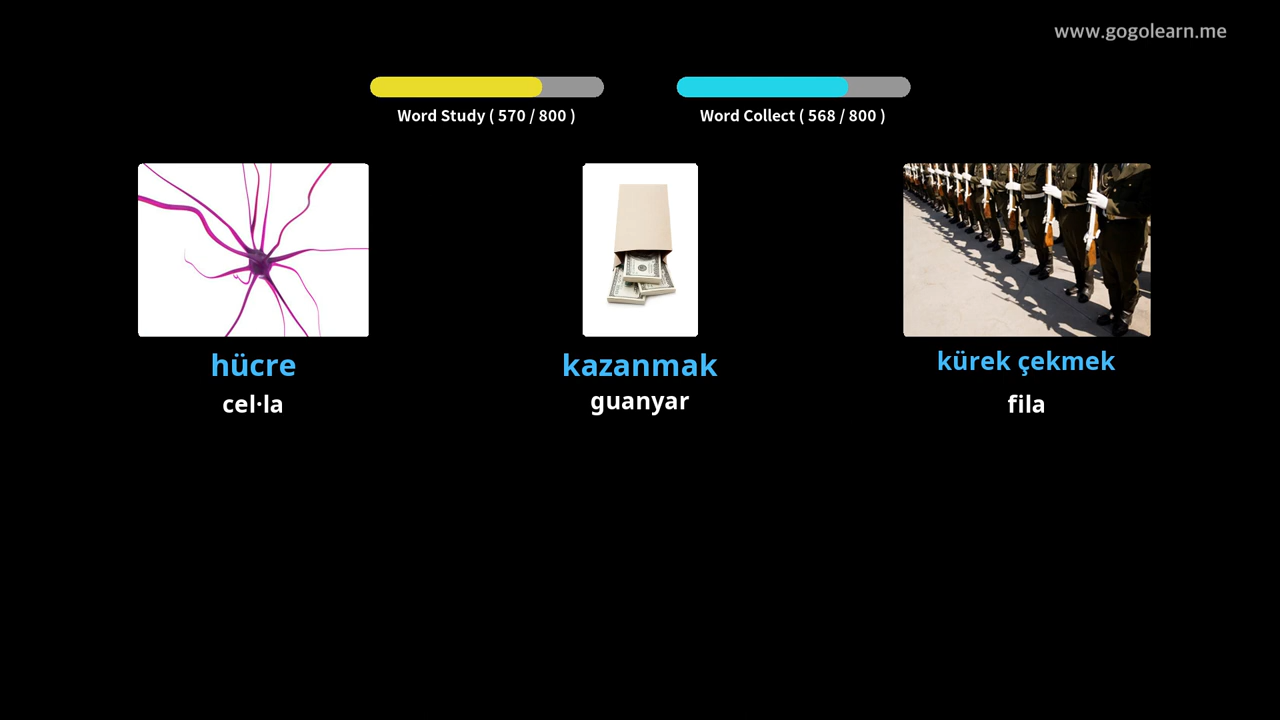 www.gogolearn.me
Word Study ( 570 / 800 )
Word Collect ( 568 / 800 )
hücre
cel·la
kazanmak
guanyar
kürek çekmek
fila